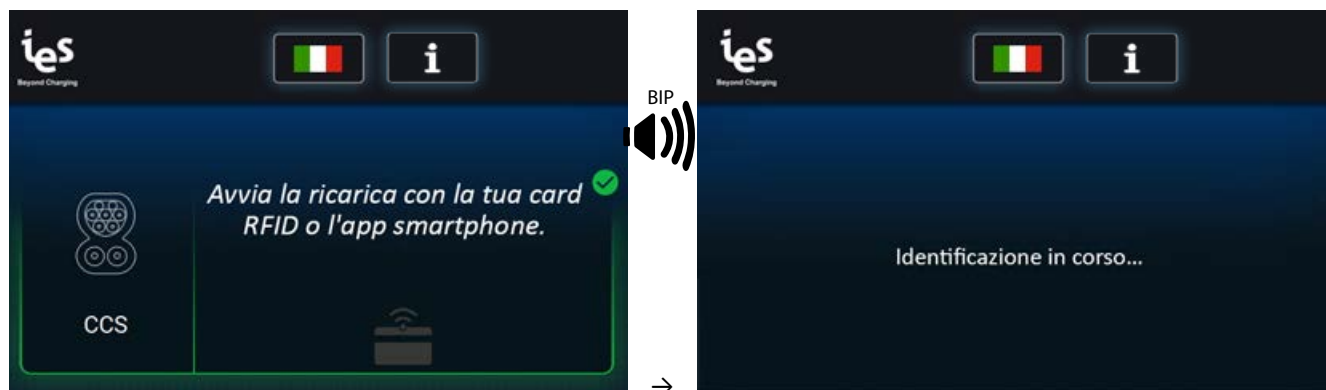 ies
Beyond Charging
i
Avvia la ricarica con la tua card
RFID o l'app smartphone.
CCS
BIP
→
ies
Beyond Charging
i
Identificazione in corso...